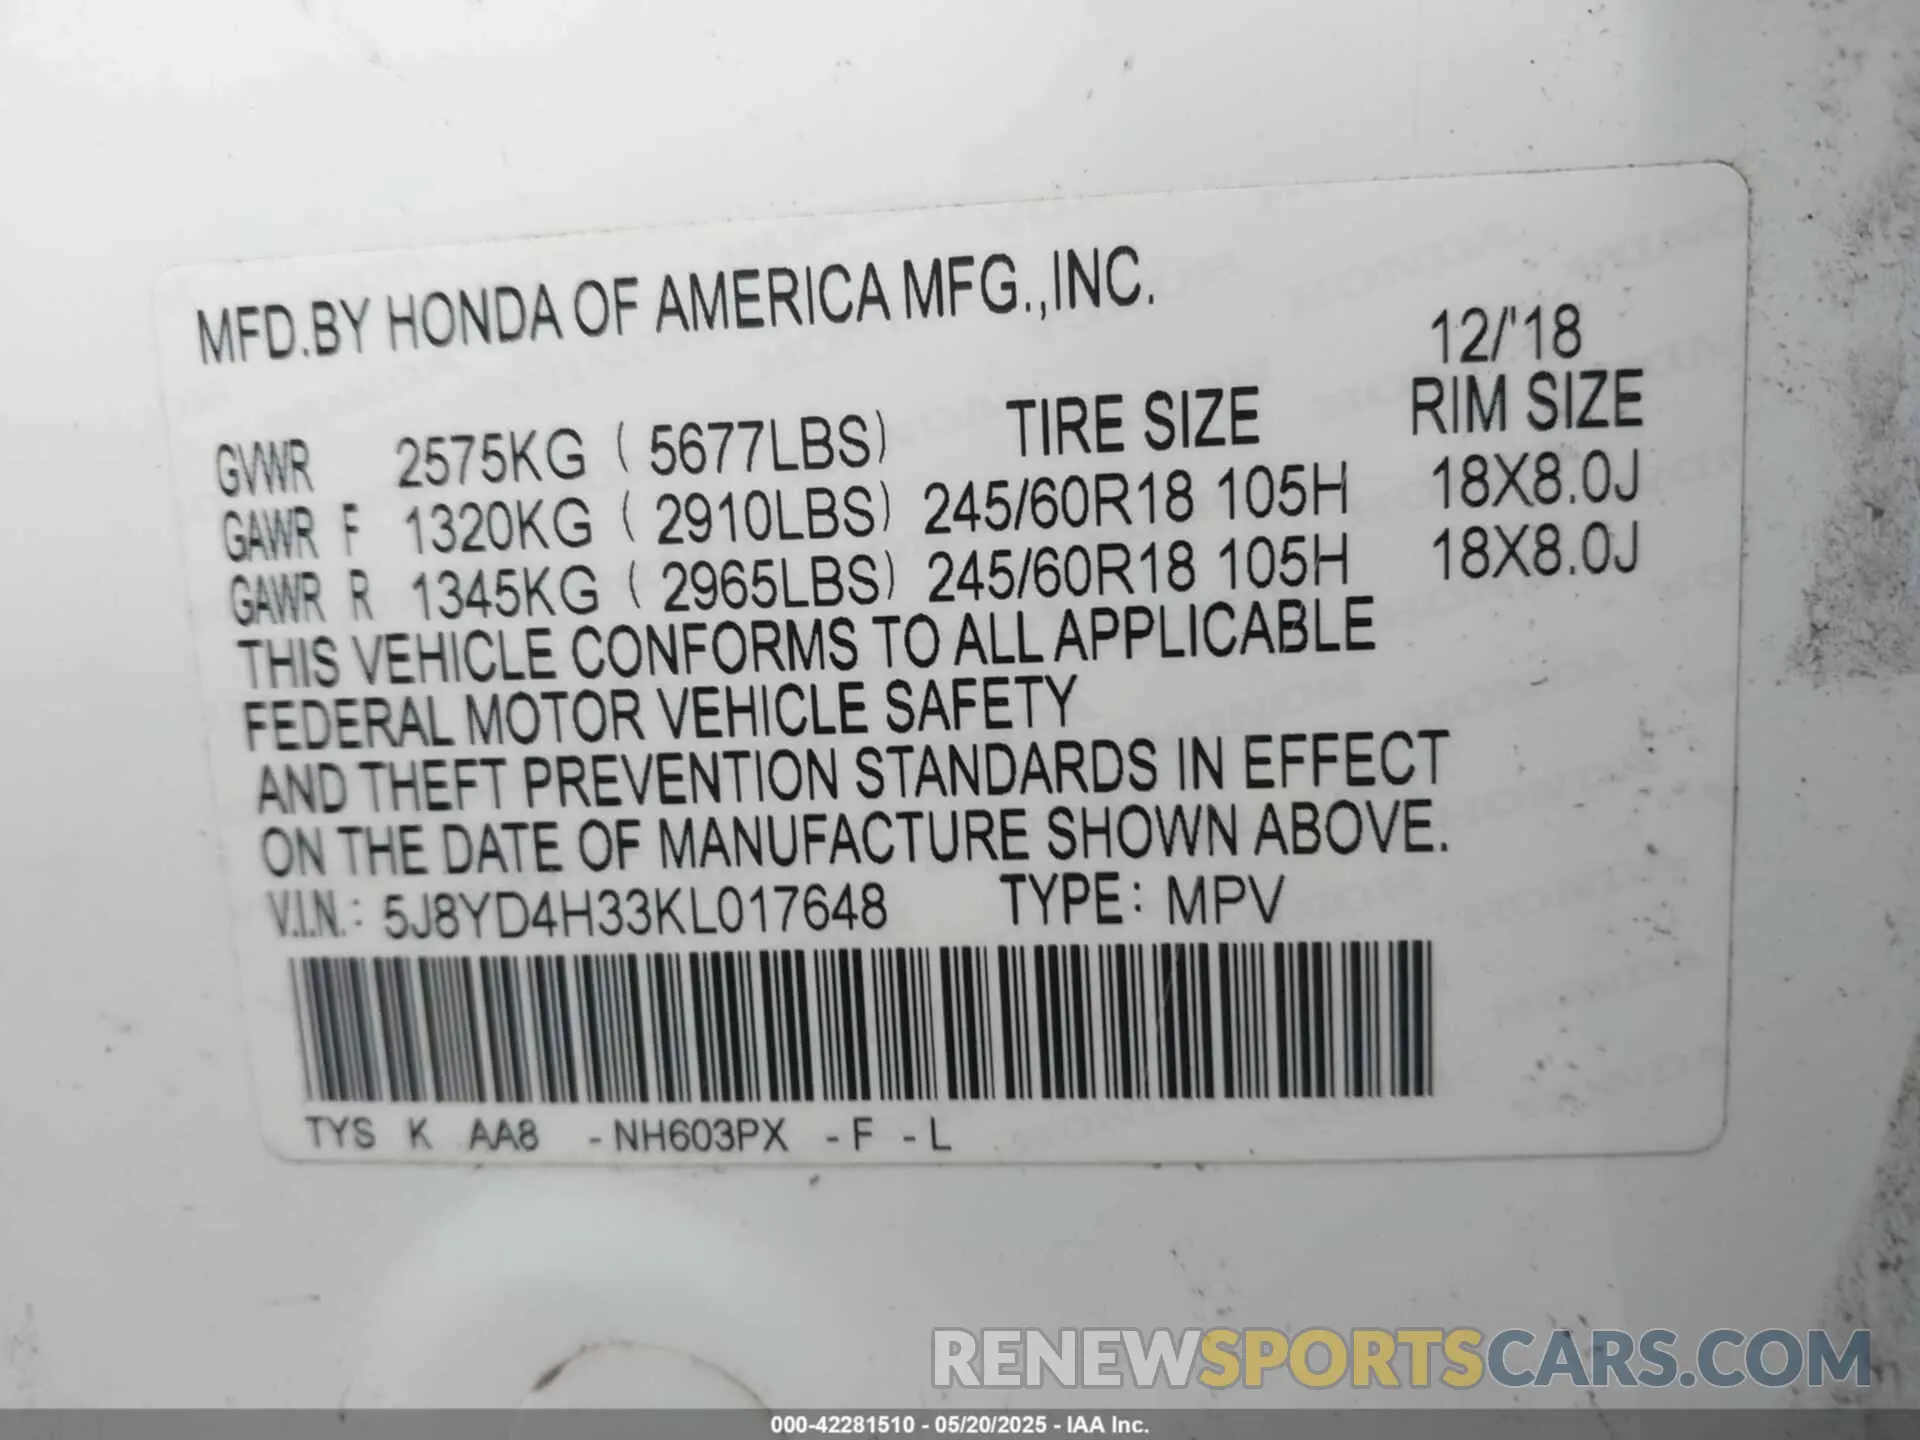 MFD.BY HONDA OF AMERICA MFG.,INC.
12/'18
GVWR 2575KG ( 5677LBS) TIRE SIZE RIM SIZE
GAWR F 1320KG ( 2910LBS) 245/60R18 105H 18X8.0J
GAWR R 1345KG ( 2965LBS) 245/60R18 105H 18X8.0J
THIS VEHICLE CONFORMS TO ALL APPLICABLE
FEDERAL MOTOR VEHICLE SAFETY
AND THEFT PREVENTION STANDARDS IN EFFECT
ON THE DATE OF MANUFACTURE SHOWN ABOVE.
V.I.N.: 5J8YD4H33KL017648 TYPE: MPV
TYS K AA8 -NH603PX -F -L
RENEWSPORTSCARS.COM
000-42281510 - 05/20/2025 - IAA Inc.